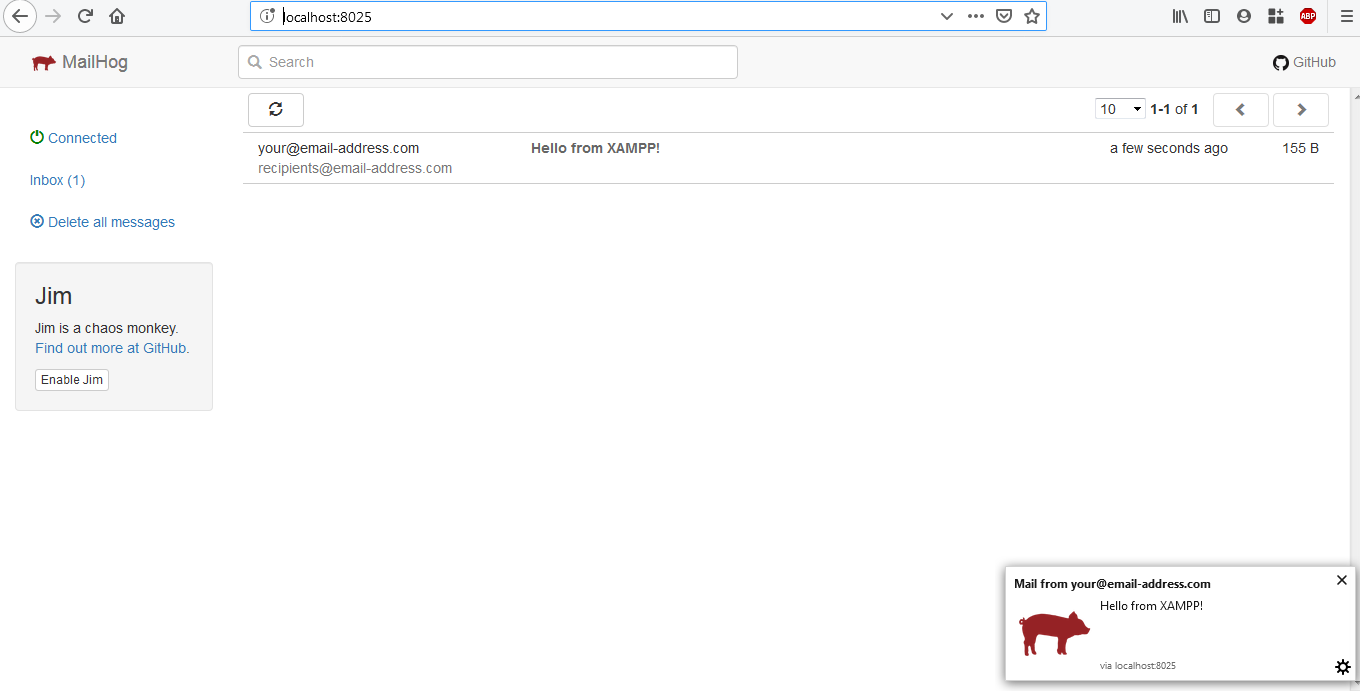 localhost:8025
ABP
MailHog
Search
GitHub
Connected
Inbox (1)
Delete all messages
Jim
Jim is a chaos monkey.
Find out more at GitHub.
Enable Jim
10 1-1 of 1
your@email-address.com Hello from XAMPP! a few seconds ago 155 B
recipients@email-address.com
Mail from your@email-address.com
Hello from XAMPP!
via localhost:8025